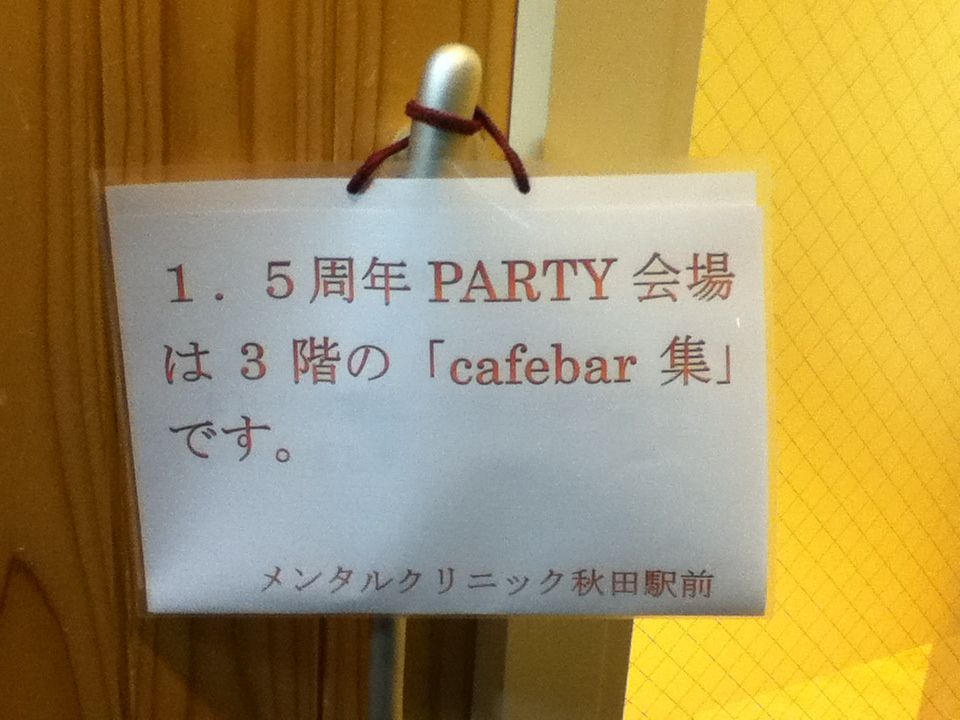 １．５周年 PARTY 会場
は ３ 階の「cafebar 集」
です。
メンタルクリニック秋田駅前